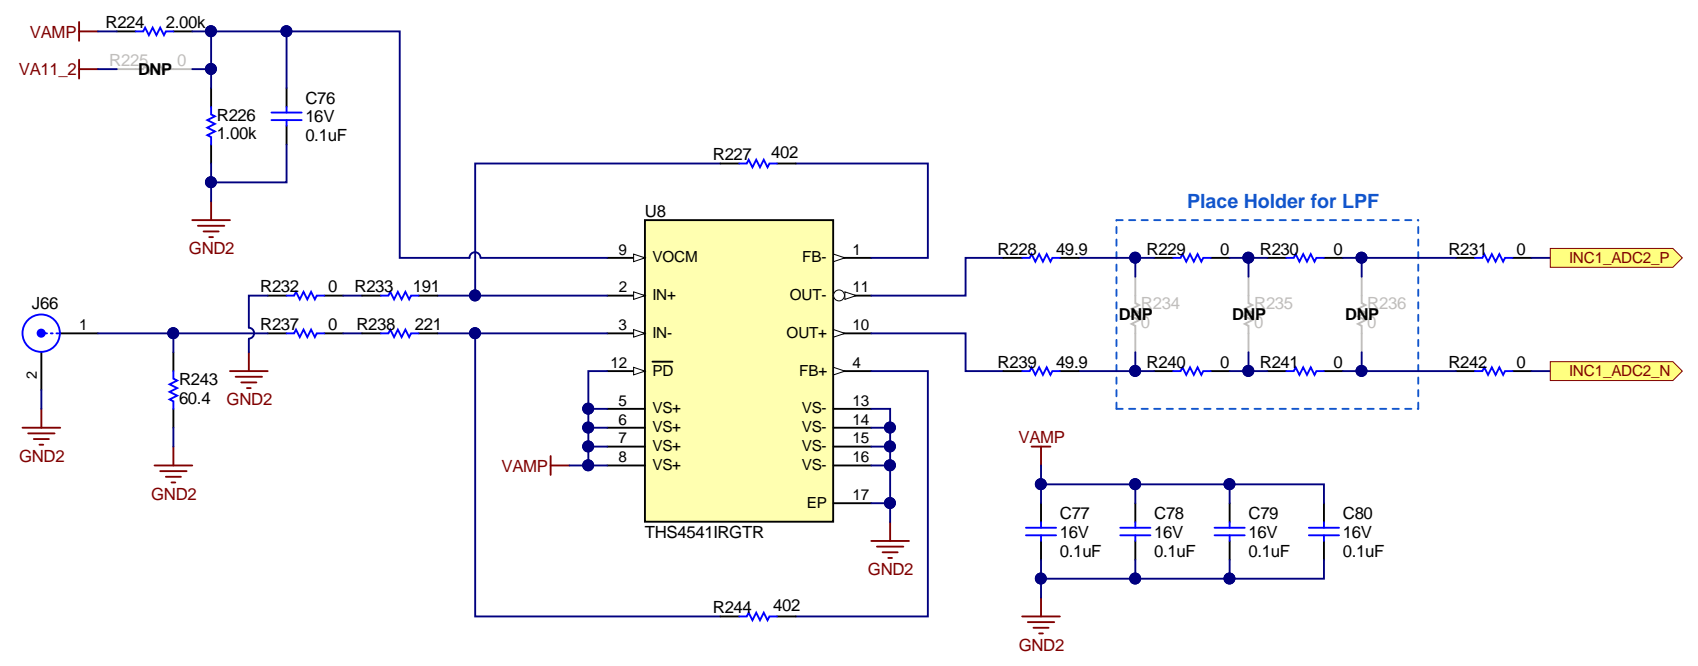 R224 2.00k
VAMP
R225 0
DNP
VA11_2
C76
16V
0.1uF
R226
1.00k
GND2
R227 402
Place Holder for LPF
U8
9 VOCM
FB- 1
R228 49.9
R229 0
R230 0
R231 0
INC1_ADC2_P
R232 0
R233 191
2 IN+
OUT- 11
J66
1
2
R237 0
R238 221
3 IN-
OUT+ 10
R234
DNP
0
R235
DNP
0
R236
DNP
0
12 PD
FB+ 4
R239 49.9
R240 0
R241 0
R242 0
INC1_ADC2_N
R243
60.4
GND2
5 VS+
VS- 13
6 VS+
VS- 14
7 VS+
VS- 15
VAMP
8 VS+
VS- 16
EP 17
GND2
GND2
THS4541IRGTR
GND2
VAMP
C77
16V
0.1uF
C78
16V
0.1uF
C79
16V
0.1uF
C80
16V
0.1uF
R244 402
GND2